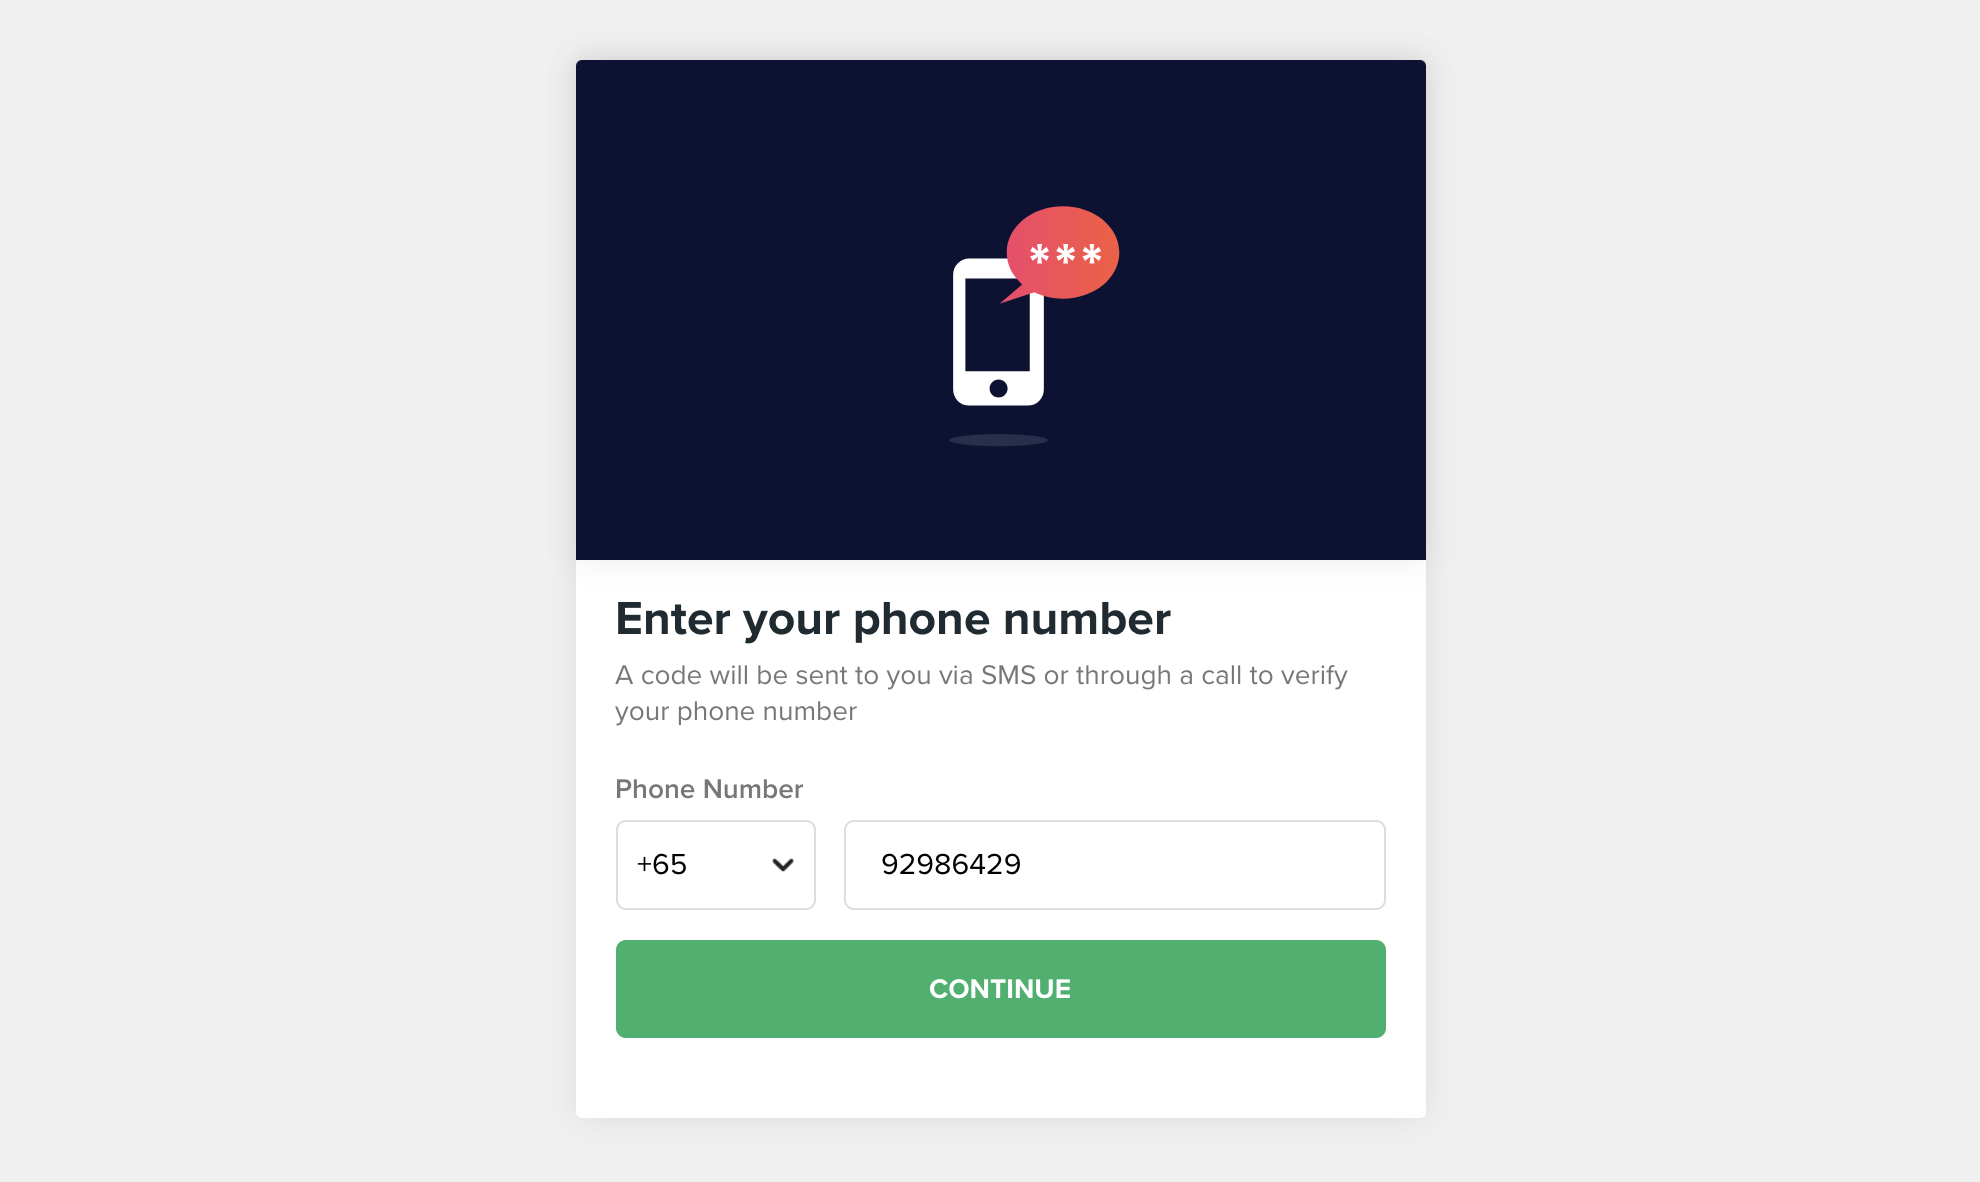 ***
Enter your phone number
A code will be sent to you via SMS or through a call to verify
your phone number
Phone Number
+65
92986429
CONTINUE